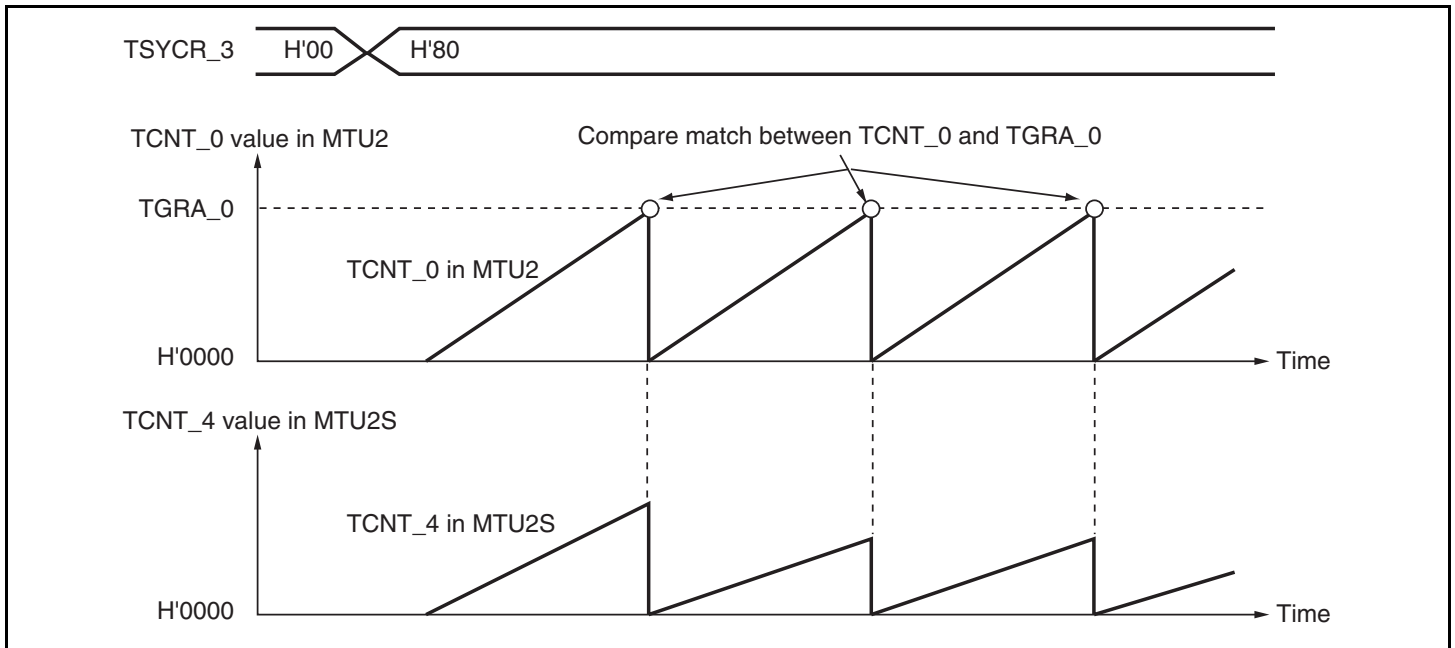 TSYCR_3 H'00 H'80
TCNT_0 value in MTU2
Compare match between TCNT_0 and TGRA_0
TGRA_0
TCNT_0 in MTU2
H'0000
Time
TCNT_4 value in MTU2S
TCNT_4 in MTU2S
H'0000
Time